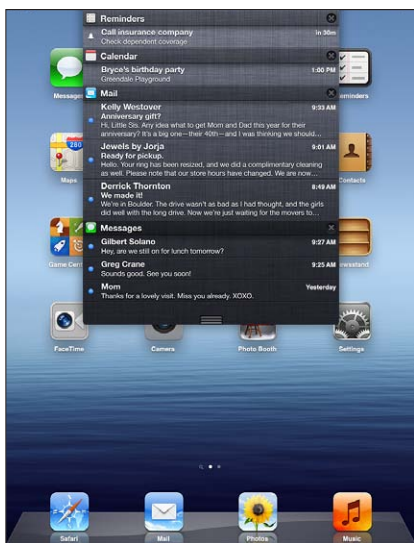 Reminders
Call insurance company in 30m
Check dependent coverage
Calendar
Bryce's birthday party 1:00 PM
Greendale Playground
Mail
Kelly Westover 9:33 AM
Anniversary gift?
Hi, Little Sis. Any idea what to get Mom and Dad this year for their
anniversary? It's a big one—their 40th—and I was thinking we should...
Jewels by Jorja 9:01 AM
Ready for pickup.
Hello. Your ring has been resized, and we did a complimentary cleaning
as well. Please note that our store hours have changed. We are now...
Derrick Thornton 8:49 AM
We made it!
We're in Boulder. The drive wasn't as bad as I had thought, and the girls
did well with the long drive. Now we're just waiting for the movers to...
Messages
Gilbert Solano 9:27 AM
Hey, are we still on for lunch tomorrow?
Greg Crane 9:25 AM
Sounds good. See you soon!
Mom Yesterday
Thanks for a lovely visit. Miss you already. XOXO.
Messages
Maps 280 Contacts
FaceTime Camera Photo Booth Settings
Safari Mail Photos Music